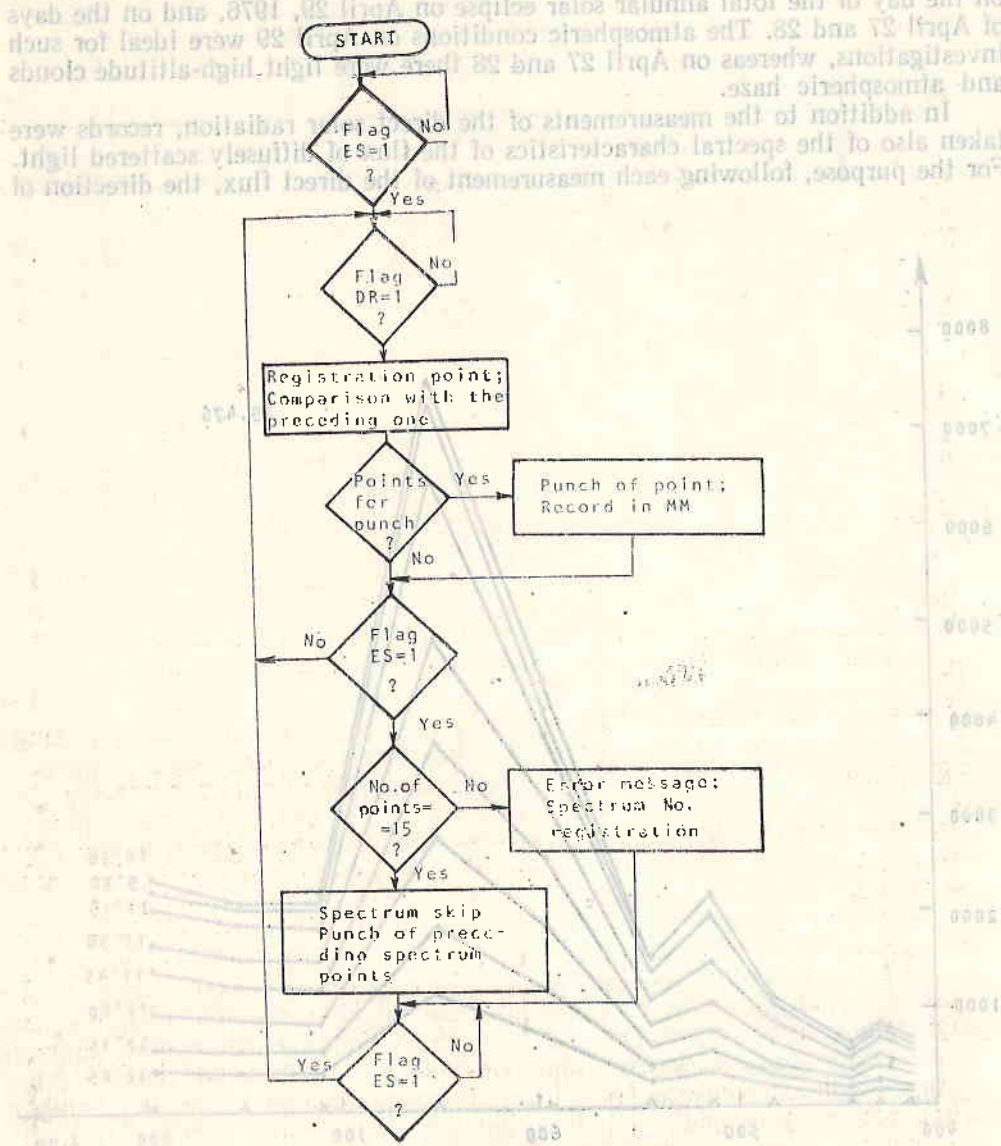 on the day of the total annular solar eclipse on April 29, 1976, and on the days
of April 27 and 28. The atmospheric conditions on April 29 were ideal for such
investigations, whereas on April 27 and 28 there were light high-altitude clouds
and atmospheric haze.
In addition to the measurements of the direct solar radiation, records were
taken also of the spectral characteristics of the flux of diffusely scattered light.
For the purpose, following each measurement of the direct flux, the direction of
START
Flag
ES=1
?
No
Yes
Flag
DR=1
?
No
Registration point;
Comparison with the
preceding one
Points
for
punch
?
Yes
Punch of point;
Record in MM
No
Flag
ES=1
?
No
Yes
No.of
points=
=15
?
No
Error message;
Spectrum No.
registration
Yes
Spectrum skip
Punch of prece-
ding spectrum
points
Flag
ES=1
?
No
Yes
8000
7000
6000
5000
4000
3000
2000
1000
600